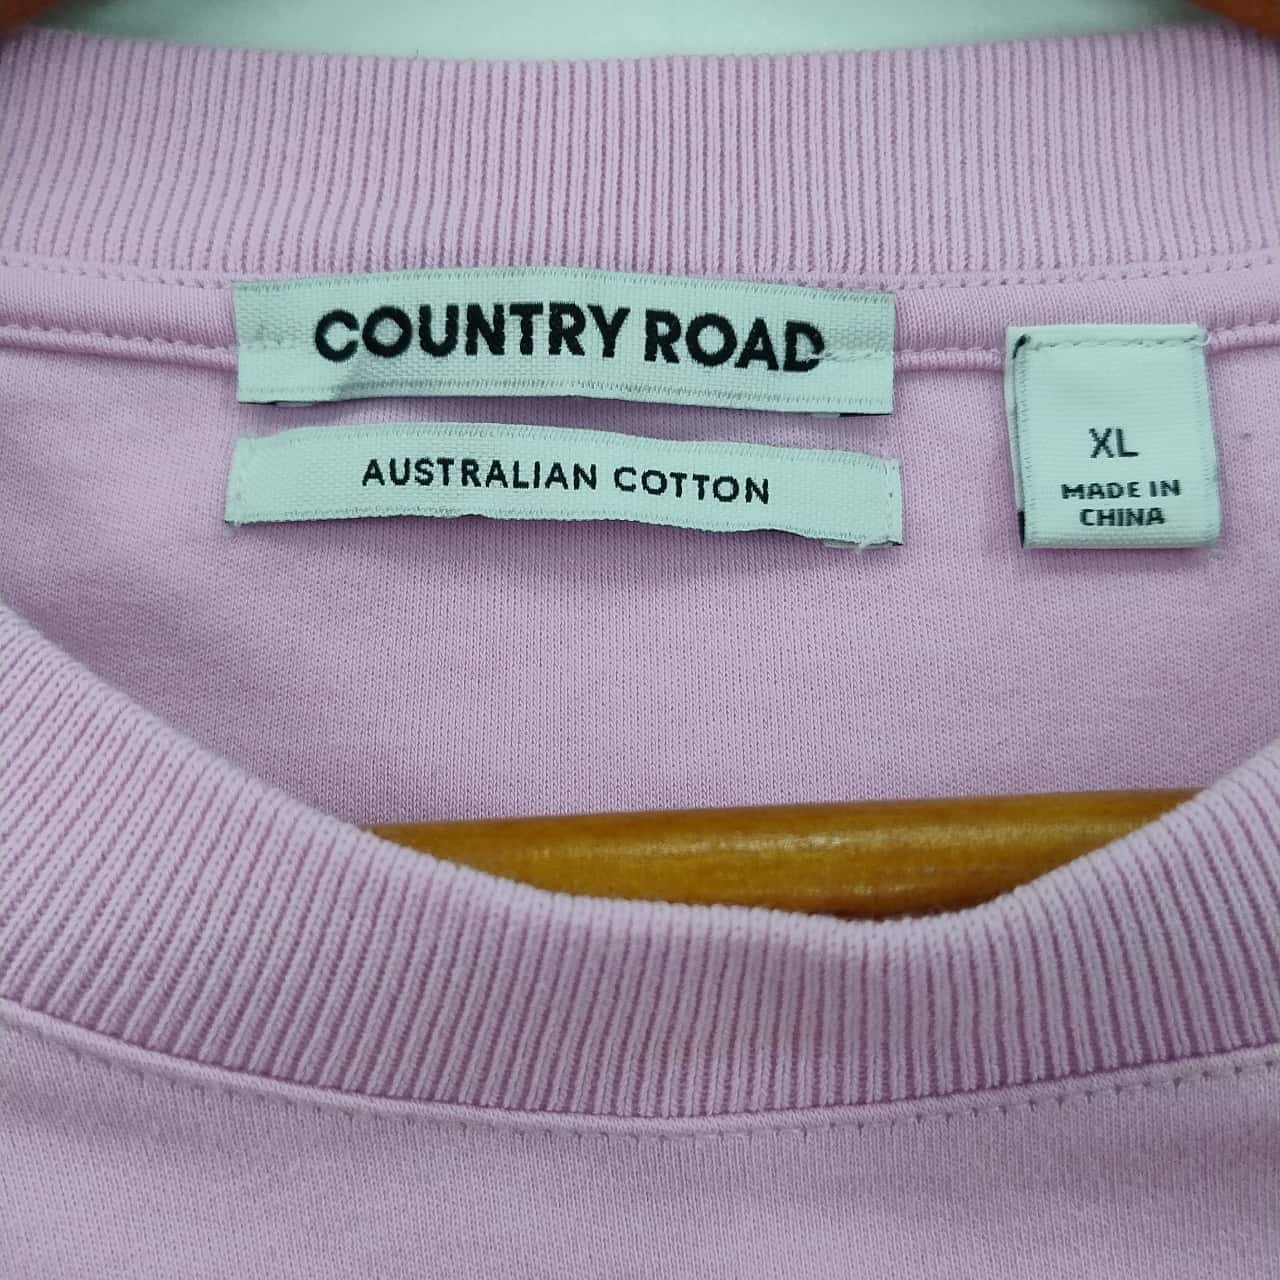 COUNTRY ROAD
AUSTRALIAN COTTON
XL
MADE IN
CHINA